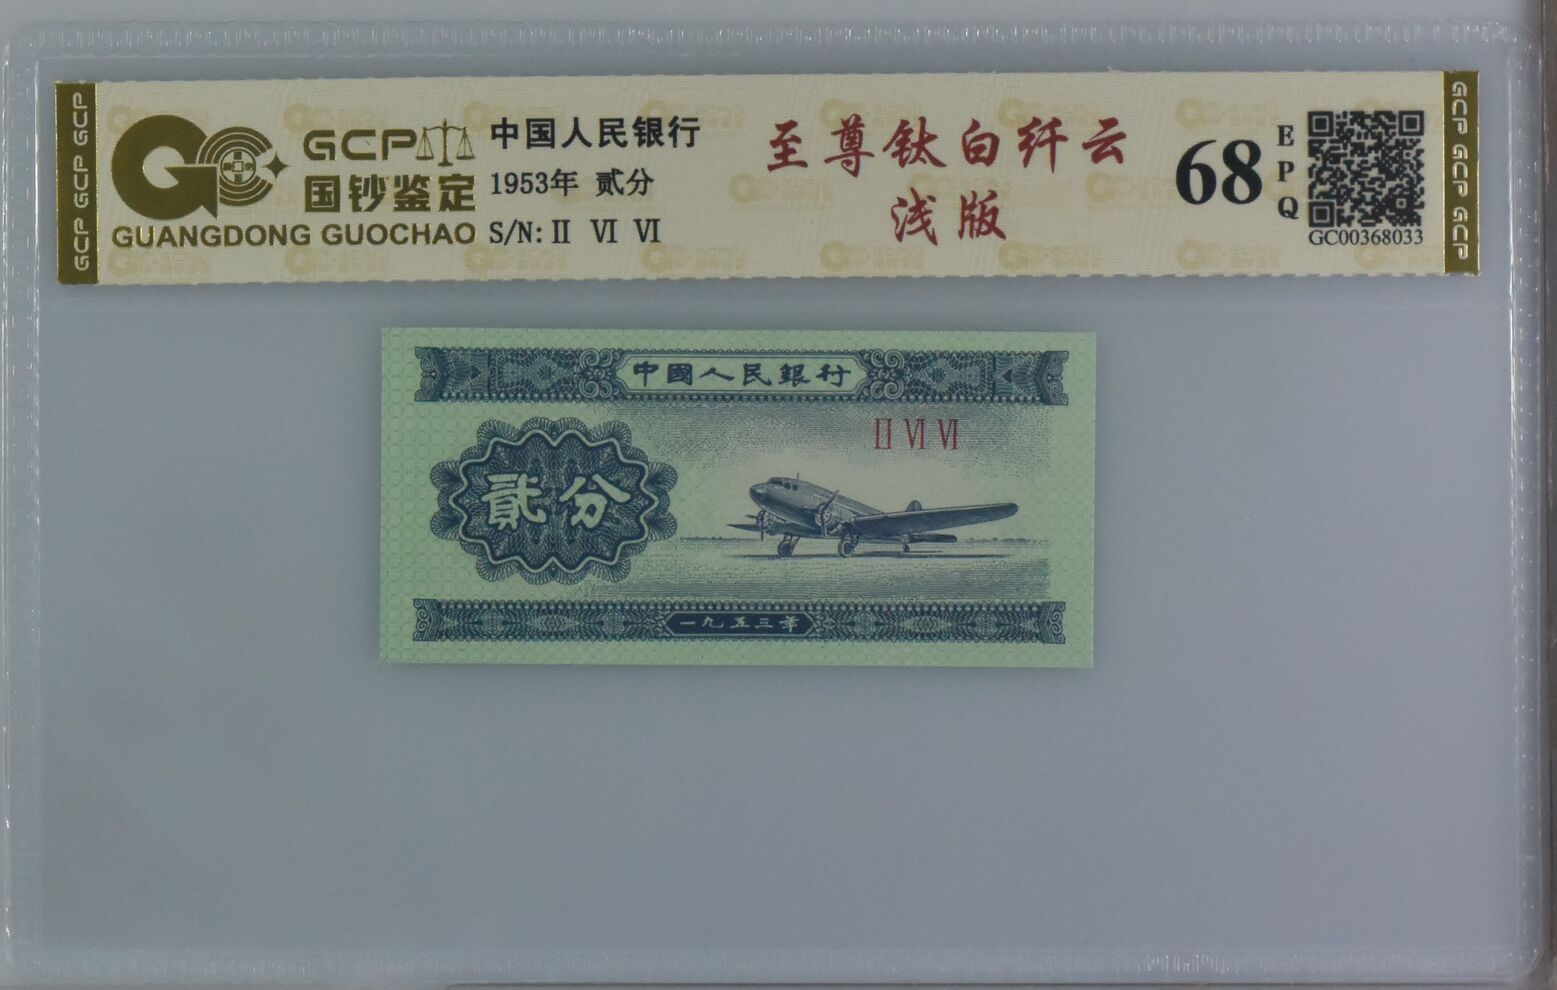 GCP GCP GCP
GCP
国钞鉴定
GUANGDONG GUOCHAO
中国人民银行
1953年 贰分
S/N: II VI VI
至尊钛白纤云
浅版
68
EPQ
GC00368033
GCP GCP GCP
中國人民銀行
II VI VI
貳分
一九五三年